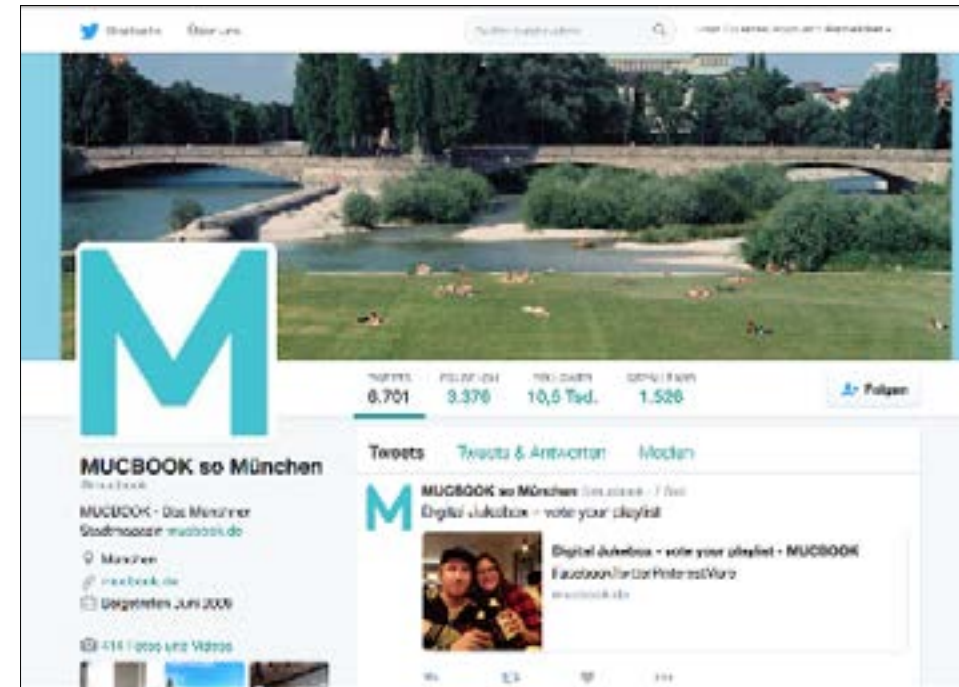 Startseite Über uns
M
TWEETS FOLGE ICH FOLLOWER GEFÄLLT MIR
6.701 3.376 10,5 Tsd. 1.526
Folgen
MUCBOOK so München
@mucbook
MUCBOOK - Das Münchner
Stadtmagazin mucbook.de
München
mucbook.de
Beigetreten Juni 2009
414 Fotos und Videos
Tweets Tweets & Antworten Medien
M
MUCBOOK so München @mucbook
Digital Jukebox - vote your playlist
Digital Jukebox - vote your playlist - MUCBOOK
FacebookTwitterPinterestMore
mucbook.de